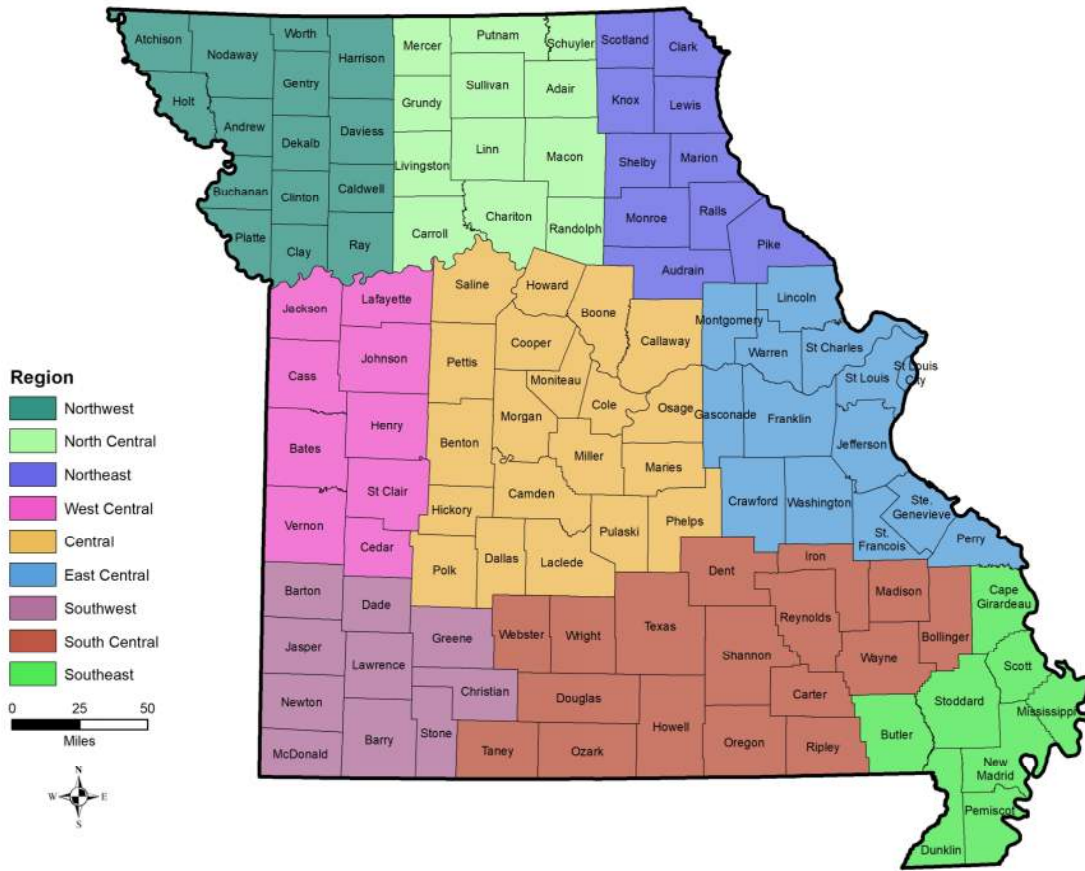 Atchison
Nodaway
Worth
Harrison
Mercer
Putnam
Schuyler
Scotland
Clark
Holt
Gentry
Sullivan
Adair
Grundy
Knox
Lewis
Andrew
Dekalb
Daviess
Livingston
Linn
Macon
Shelby
Marion
Buchanan
Clinton
Caldwell
Carroll
Chariton
Randolph
Monroe
Ralls
Platte
Clay
Ray
Pike
Audrain
Jackson
Lafayette
Saline
Howard
Boone
Lincoln
Montgomery
Callaway
Warren
St Charles
Cass
Johnson
Pettis
Cooper
Moniteau
Cole
Osage
Gasconade
Franklin
St Louis
St Louis
City
Bates
Henry
Benton
Morgan
Miller
Maries
Jefferson
St Clair
Camden
Crawford
Washington
Ste.
Genevieve
Vernon
Hickory
Pulaski
Phelps
St.
Francois
Perry
Cedar
Polk
Dallas
Laclede
Dent
Iron
Barton
Dade
Madison
Cape
Girardeau
Jasper
Greene
Webster
Wright
Texas
Reynolds
Bollinger
Lawrence
Shannon
Wayne
Scott
Newton
Christian
Douglas
Carter
Stoddard
Mississippi
McDonald
Barry
Stone
Taney
Ozark
Howell
Oregon
Ripley
Butler
New
Madrid
Pemiscot
Dunklin
Region
Northwest
North Central
Northeast
West Central
Central
East Central
Southwest
South Central
Southeast
0 25 50
Miles
N
W E
S